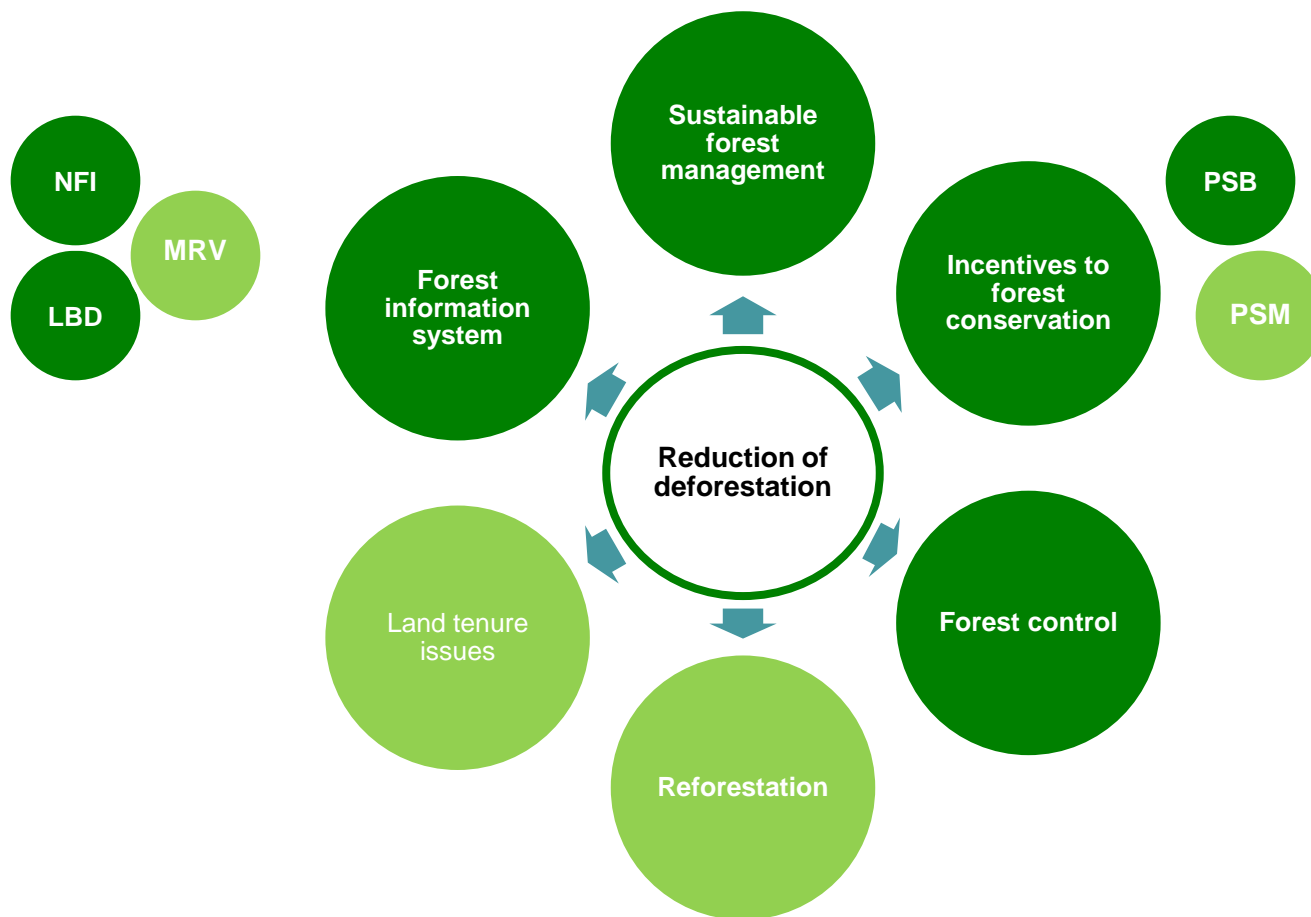 Sustainable
forest
management
NFI
MRV
LBD
Forest
information
system
Incentives to
forest
conservation
PSB
PSM
Reduction of
deforestation
Land tenure
issues
Forest control
Reforestation